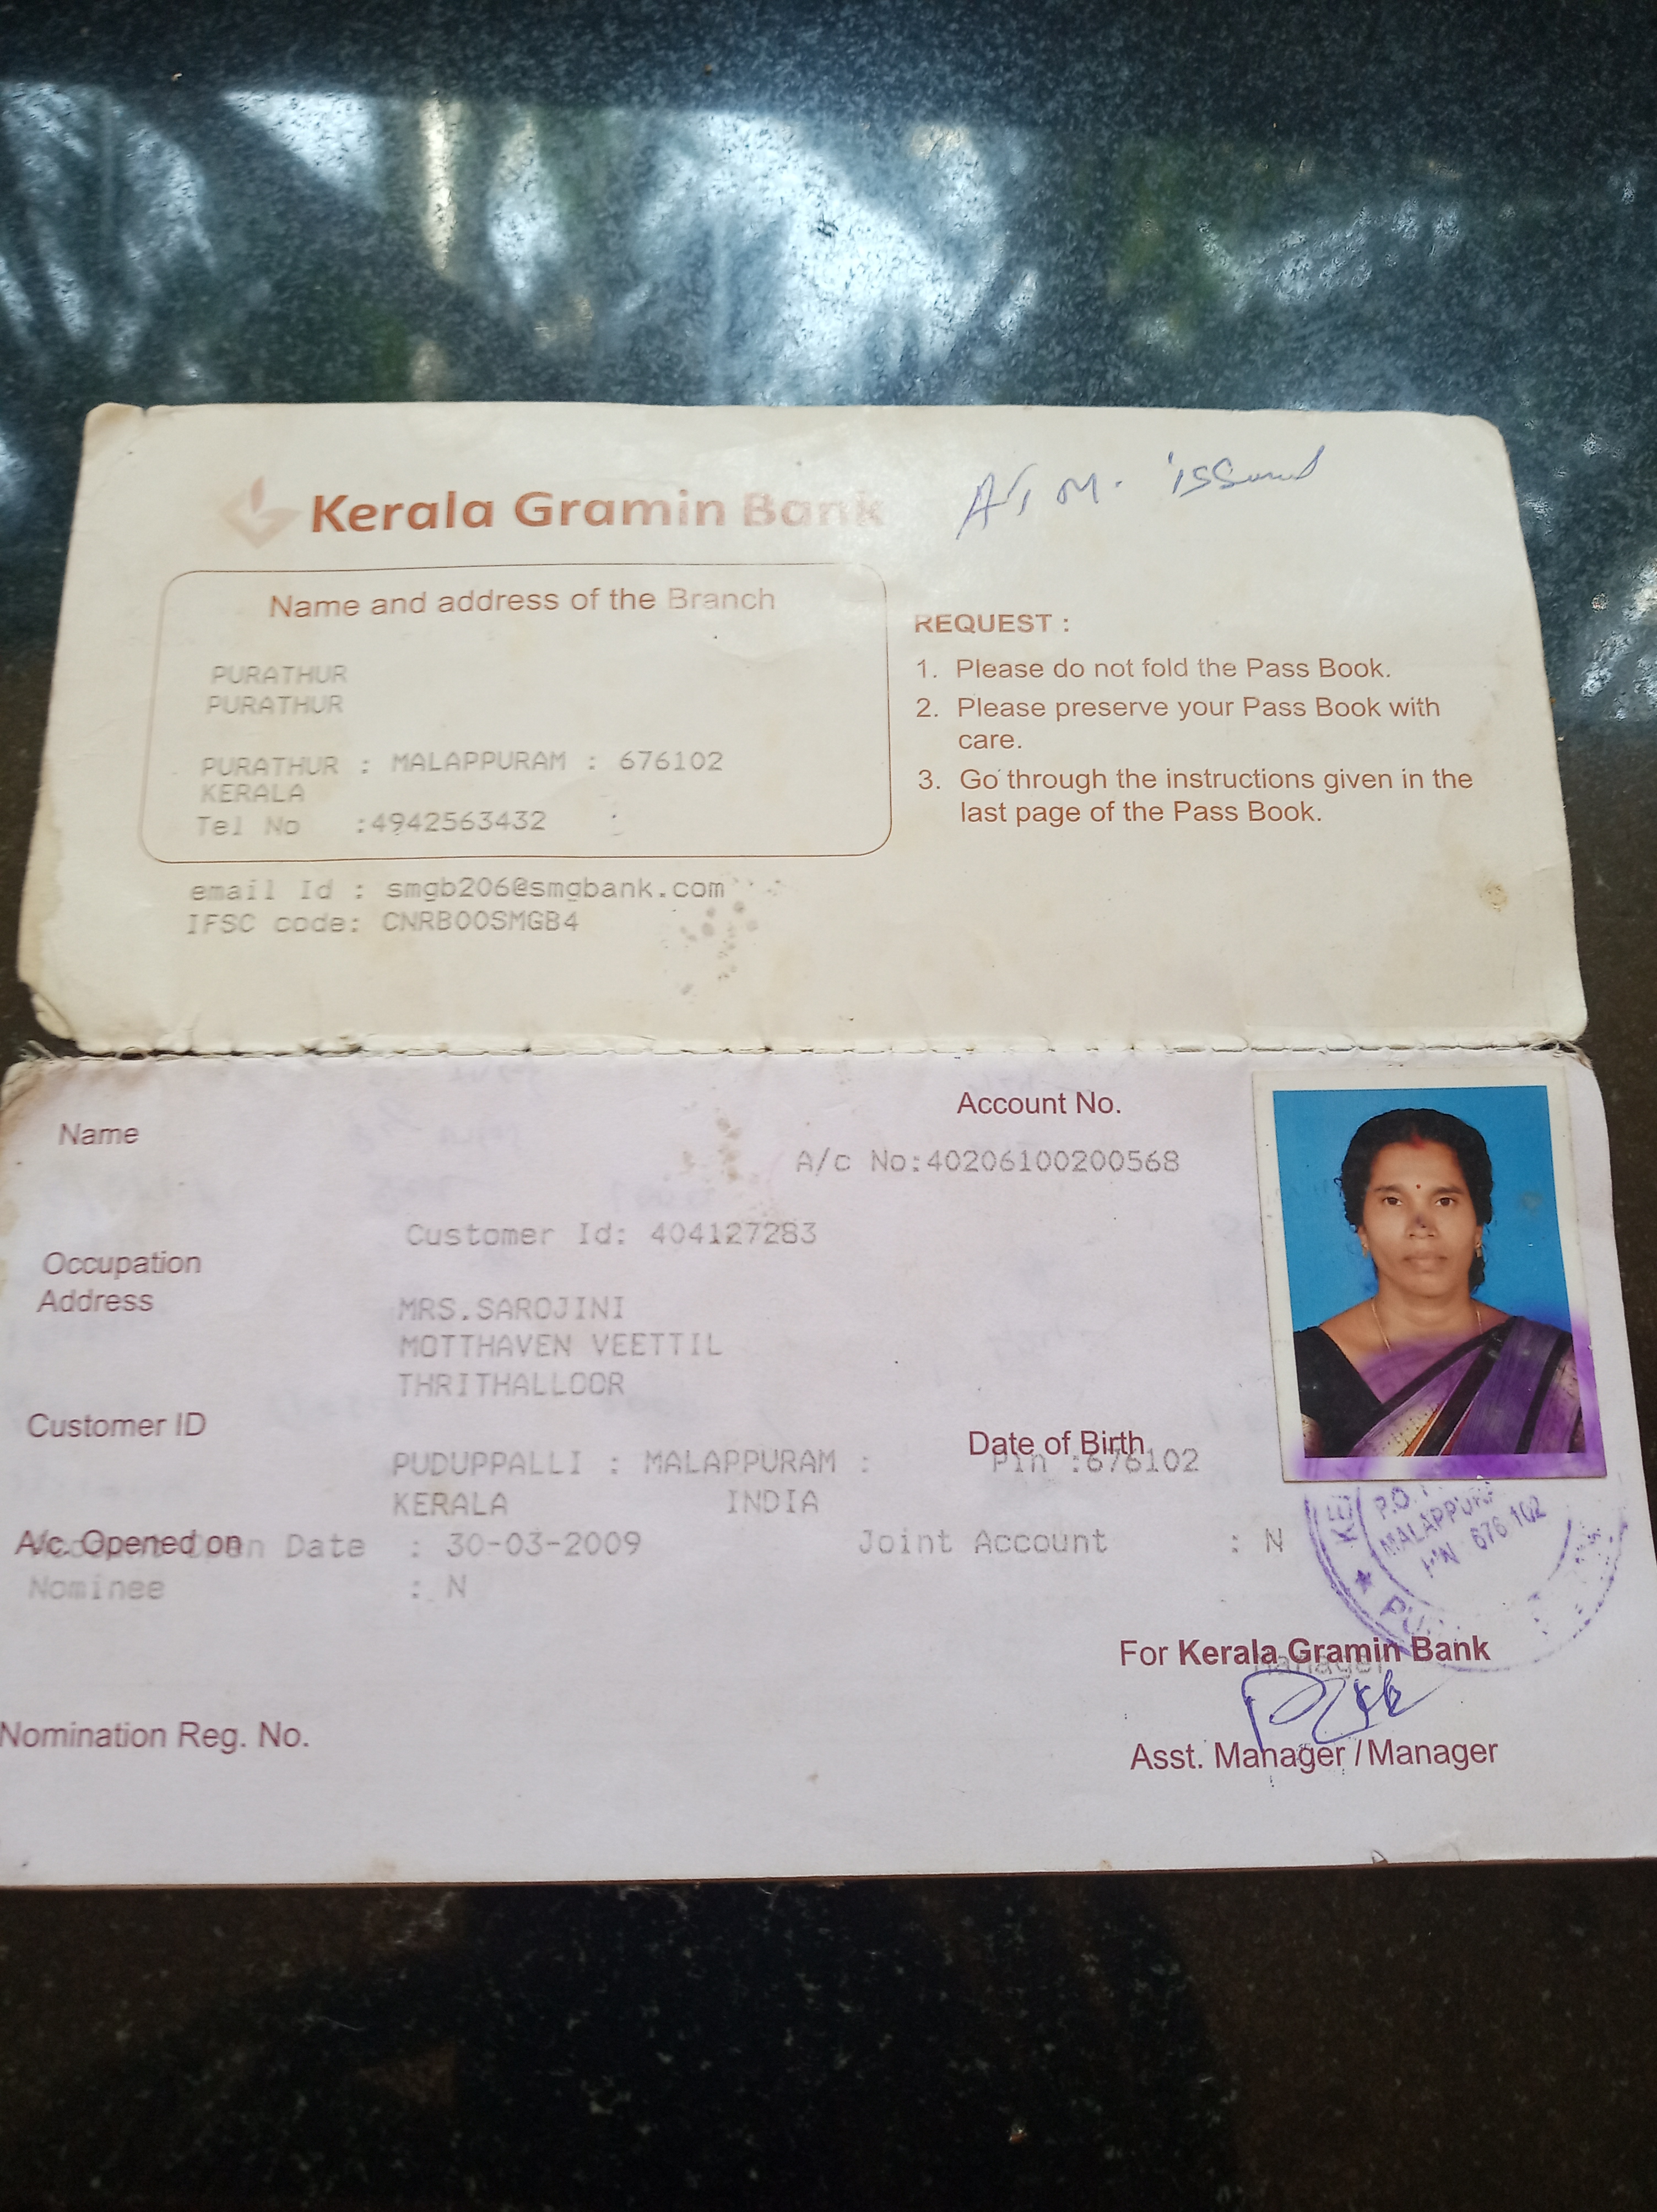 Kerala Gramin Bank
A.T.M. issued
Name and address of the Branch
PURATHUR
PURATHUR
PURATHUR : MALAPPURAM : 676102
KERALA
Tel No :4942563432 :
email Id : smgb206@smgbank.com
IFSC code: CNRB00SMGB4
REQUEST :
1. Please do not fold the Pass Book.
2. Please preserve your Pass Book with
care.
3. Go through the instructions given in the
last page of the Pass Book.
Name
Account No.
A/c No:40206100200568
Customer Id: 404127283
Occupation
Address
MRS.SAROJINI
MOTTHAVEN VEETTIL
THRITHALLOOR
Customer ID
Date of Birth
PUDUPPALLI : MALAPPURAM : Pin :676102
KERALA INDIA
A/c. Opened on Date : 30-03-2009 Joint Account : N
Nominee : N
P.O.
MALAPPURA
PIN 676 102
For Kerala Gramin Bank
Manager
Asst. Manager / Manager
Nomination Reg. No.